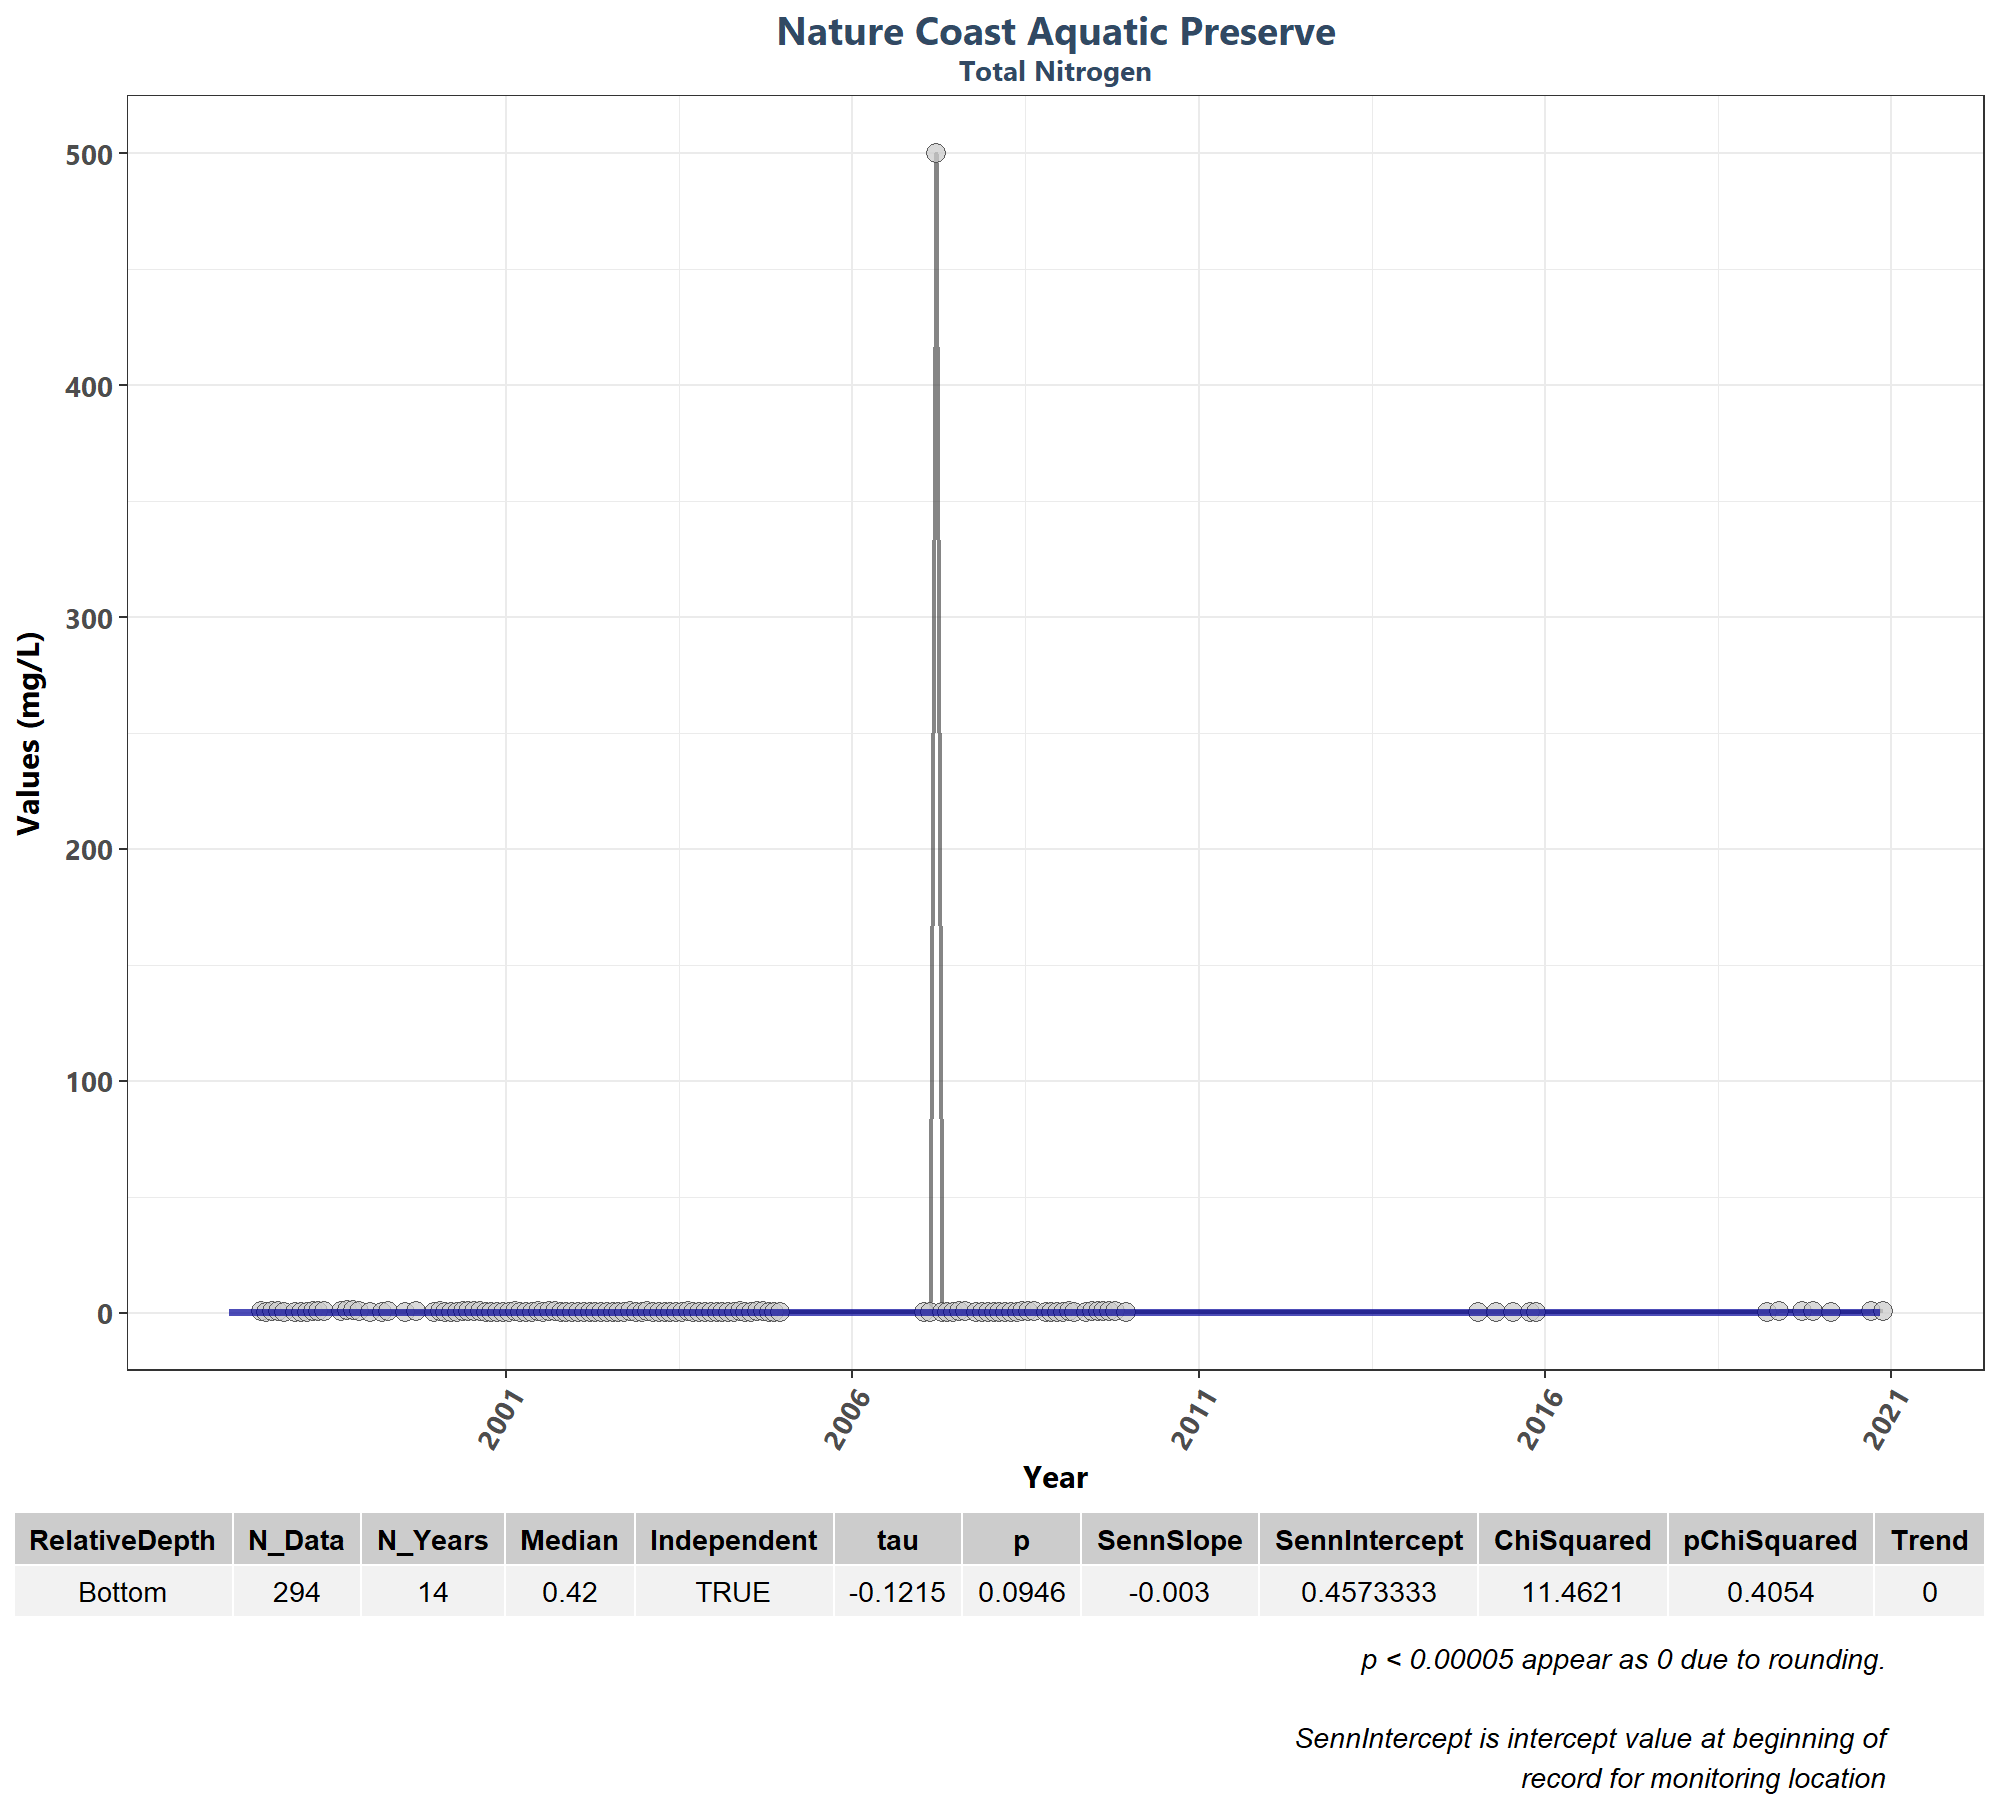 Nature Coast Aquatic Preserve
Total Nitrogen
500
400
300
200
100
0
Values (mg/L)
2001
2006
2011
2016
2021
Year
RelativeDepth N_Data N_Years Median Independent tau p SennSlope SennIntercept ChiSquared pChiSquared Trend
Bottom 294 14 0.42 TRUE -0.1215 0.0946 -0.003 0.4573333 11.4621 0.4054 0
p < 0.00005 appear as 0 due to rounding.
SennIntercept is intercept value at beginning of
record for monitoring location